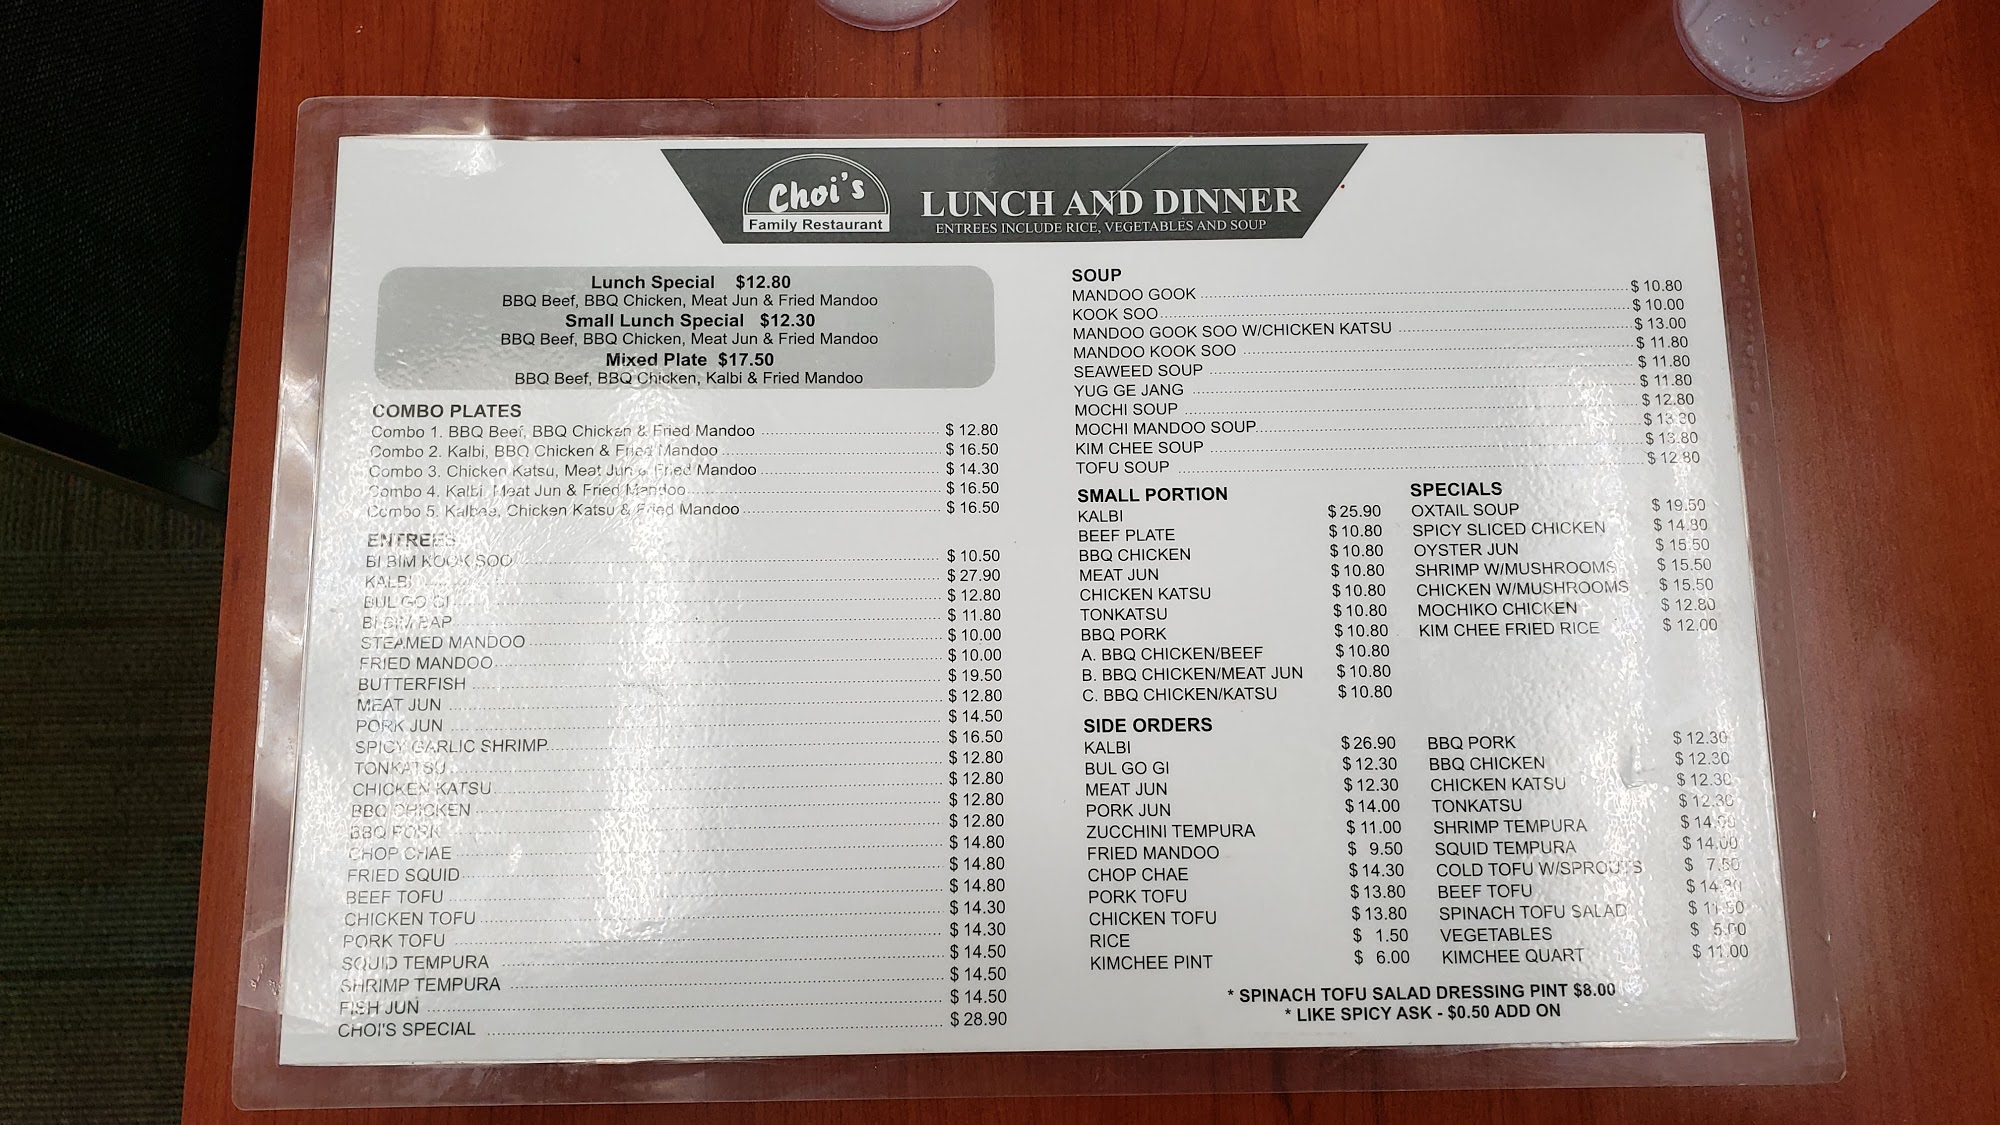 Choi's
Family Restaurant
LUNCH AND DINNER
ENTREES INCLUDE RICE, VEGETABLES AND SOUP
Lunch Special $12.80
BBQ Beef, BBQ Chicken, Meat Jun & Fried Mandoo
Small Lunch Special $12.30
BBQ Beef, BBQ Chicken, Meat Jun & Fried Mandoo
Mixed Plate $17.50
BBQ Beef, BBQ Chicken, Kalbi & Fried Mandoo
COMBO PLATES
Combo 1. BBQ Beef, BBQ Chicken & Fried Mandoo $ 12.80
Combo 2. Kalbi, BBQ Chicken & Fried Mandoo $ 16.50
Combo 3. Chicken Katsu, Meat Jun & Fried Mandoo $ 14.30
Combo 4. Kalbi, Meat Jun & Fried Mandoo $ 16.50
Combo 5. Kalbee, Chicken Katsu & Fried Mandoo $ 16.50
ENTREES
BI BIM KOOK SOO $ 10.50
KALBI $ 27.90
BUL GO GI $ 12.80
BI BIM BAP $ 11.80
STEAMED MANDOO $ 10.00
FRIED MANDOO $ 10.00
BUTTERFISH $ 19.50
MEAT JUN $ 12.80
PORK JUN $ 14.50
SPICY GARLIC SHRIMP $ 16.50
TONKATSU $ 12.80
CHICKEN KATSU $ 12.80
BBQ CHICKEN $ 12.80
BBQ PORK $ 12.80
CHOP CHAE $ 14.80
FRIED SQUID $ 14.80
BEEF TOFU $ 14.80
CHICKEN TOFU $ 14.30
PORK TOFU $ 14.30
SQUID TEMPURA $ 14.50
SHRIMP TEMPURA $ 14.50
FISH JUN $ 14.50
CHOI'S SPECIAL $ 28.90
SOUP
MANDOO GOOK $ 10.80
KOOK SOO $ 10.00
MANDOO GOOK SOO W/CHICKEN KATSU $ 13.00
MANDOO KOOK SOO $ 11.80
SEAWEED SOUP $ 11.80
YUG GE JANG $ 11.80
MOCHI SOUP $ 12.80
MOCHI MANDOO SOUP $ 13.30
KIM CHEE SOUP $ 13.80
TOFU SOUP $ 12.80
SMALL PORTION
KALBI $ 25.90
BEEF PLATE $ 10.80
BBQ CHICKEN $ 10.80
MEAT JUN $ 10.80
CHICKEN KATSU $ 10.80
TONKATSU $ 10.80
BBQ PORK $ 10.80
A. BBQ CHICKEN/BEEF $ 10.80
B. BBQ CHICKEN/MEAT JUN $ 10.80
C. BBQ CHICKEN/KATSU $ 10.80
SPECIALS
OXTAIL SOUP $ 19.50
SPICY SLICED CHICKEN $ 14.80
OYSTER JUN $ 15.50
SHRIMP W/MUSHROOMS $ 15.50
CHICKEN W/MUSHROOMS $ 15.50
MOCHIKO CHICKEN $ 12.80
KIM CHEE FRIED RICE $ 12.00
SIDE ORDERS
KALBI $ 26.90
BUL GO GI $ 12.30
MEAT JUN $ 12.30
PORK JUN $ 14.00
ZUCCHINI TEMPURA $ 11.00
FRIED MANDOO $ 9.50
CHOP CHAE $ 14.30
PORK TOFU $ 13.80
CHICKEN TOFU $ 13.80
RICE $ 1.50
KIMCHEE PINT $ 6.00
BBQ PORK $ 12.30
BBQ CHICKEN $ 12.30
CHICKEN KATSU $ 12.30
TONKATSU $ 12.30
SHRIMP TEMPURA $ 14.00
SQUID TEMPURA $ 14.00
COLD TOFU W/SPROUTS $ 7.50
BEEF TOFU
SPINACH TOFU SALAD $ 11.50
VEGETABLES $ 5.00
KIMCHEE QUART $ 11.00
* SPINACH TOFU SALAD DRESSING PINT $8.00
* LIKE SPICY ASK - $0.50 ADD ON